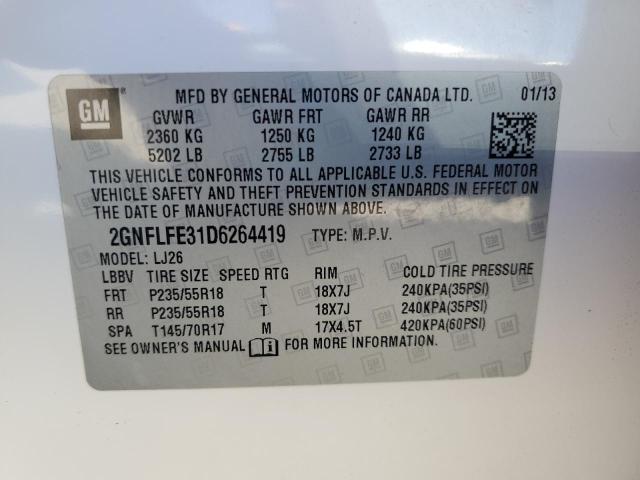 GM MFD BY GENERAL MOTORS OF CANADA LTD. 01/13
GVWR GAWR FRT GAWR RR
2360 KG 1250 KG 1240 KG
5202 LB 2755 LB 2733 LB
THIS VEHICLE CONFORMS TO ALL APPLICABLE U.S. FEDERAL MOTOR
VEHICLE SAFETY AND THEFT PREVENTION STANDARDS IN EFFECT ON
THE DATE OF MANUFACTURE SHOWN ABOVE.
2GNFLFE31D6264419 TYPE: M.P.V.
MODEL: LJ26
LBBV TIRE SIZE SPEED RTG RIM COLD TIRE PRESSURE
FRT P235/55R18 T 18X7J 240KPA(35PSI)
RR P235/55R18 T 18X7J 240KPA(35PSI)
SPA T145/70R17 M 17X4.5T 420KPA(60PSI)
SEE OWNER'S MANUAL FOR MORE INFORMATION.